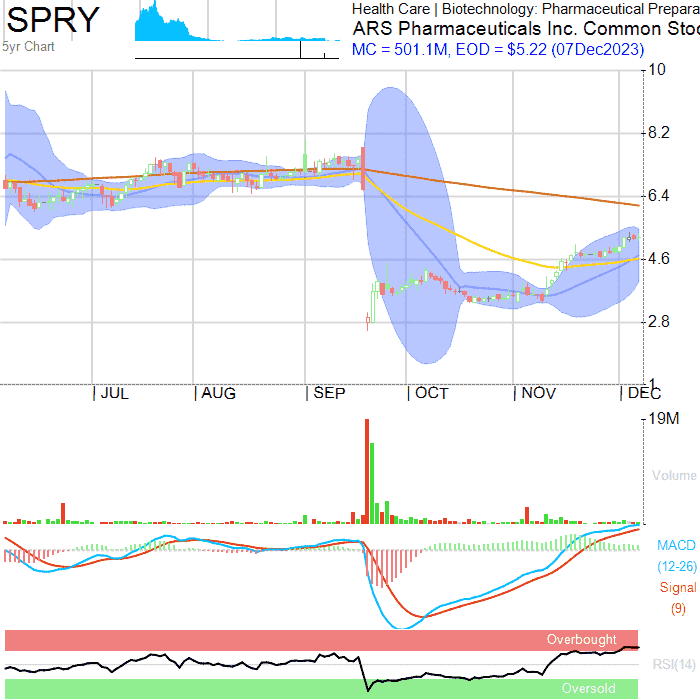 SPRY
5yr Chart
Health Care | Biotechnology: Pharmaceutical Prepara
ARS Pharmaceuticals Inc. Common Stoc
MC = 501.1M, EOD = $5.22 (07Dec2023)
10
8.2
6.4
4.6
2.8
1
JUL
AUG
SEP
OCT
NOV
DEC
19M
Volume
MACD
(12-26)
Signal
(9)
Overbought
RSI(14)
Oversold